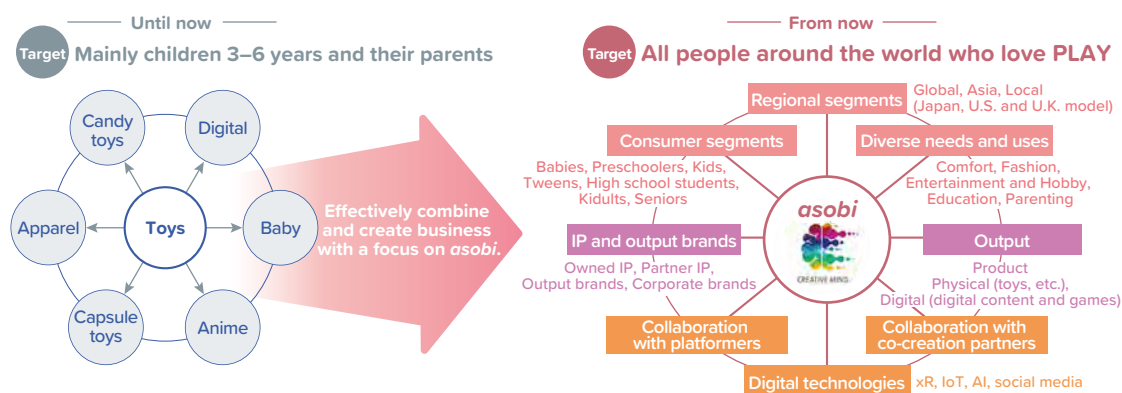 Until now
Target
Mainly children 3–6 years and their parents
Candy
toys
Digital
Apparel
Toys
Baby
Capsule
toys
Anime
Effectively combine
and create business
with a focus on asobi.
From now
Target
All people around the world who love PLAY
Regional segments
Global, Asia, Local
(Japan, U.S. and U.K. model)
Consumer segments
Babies, Preschoolers, Kids,
Tweens, High school students,
Kidults, Seniors
Diverse needs and uses
Comfort, Fashion,
Entertainment and Hobby,
Education, Parenting
asobi
CREATIVE MIND
IP and output brands
Owned IP, Partner IP,
Output brands, Corporate brands
Output
Product
Physical (toys, etc.),
Digital (digital content and games)
Collaboration
with platformers
Collaboration with
co-creation partners
Digital technologies
xR, IoT, AI, social media